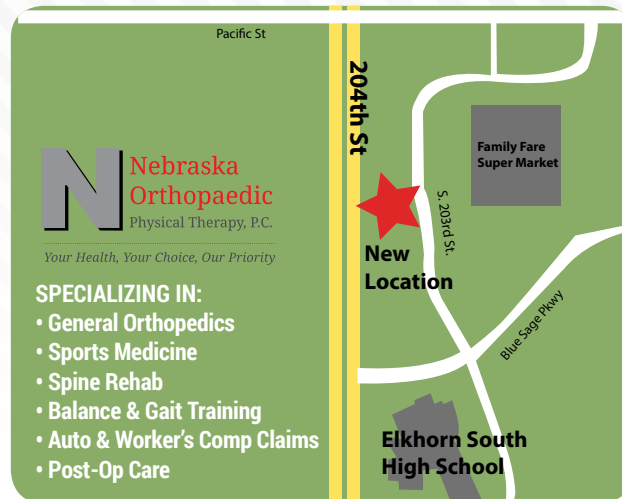 Pacific St
204th St
Family Fare
Super Market
N
Nebraska
Orthopaedic
Physical Therapy, P.C.
Your Health, Your Choice, Our Priority
S. 203rd St.
New
Location
SPECIALIZING IN:
• General Orthopedics
• Sports Medicine
• Spine Rehab
• Balance & Gait Training
• Auto & Worker's Comp Claims
• Post-Op Care
Blue Sage Pkwy
Elkhorn South
High School